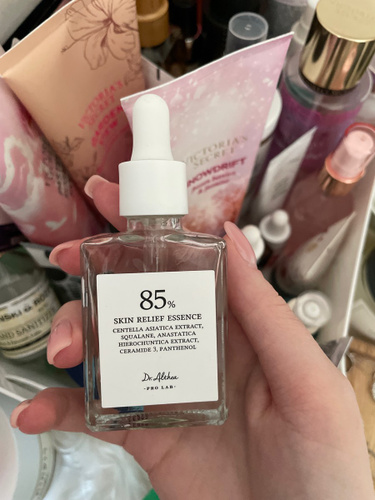 VICTORIA'S
SECRET
SNOWDRIFT
85%
SKIN RELIEF ESSENCE
CENTELLA ASIATICA EXTRACT,
SQUALANE, ANASTATICA
HIEROCHUNTICA EXTRACT,
CERAMIDE 3, PANTHENOL
Dr. Althea
-PRO LAB-